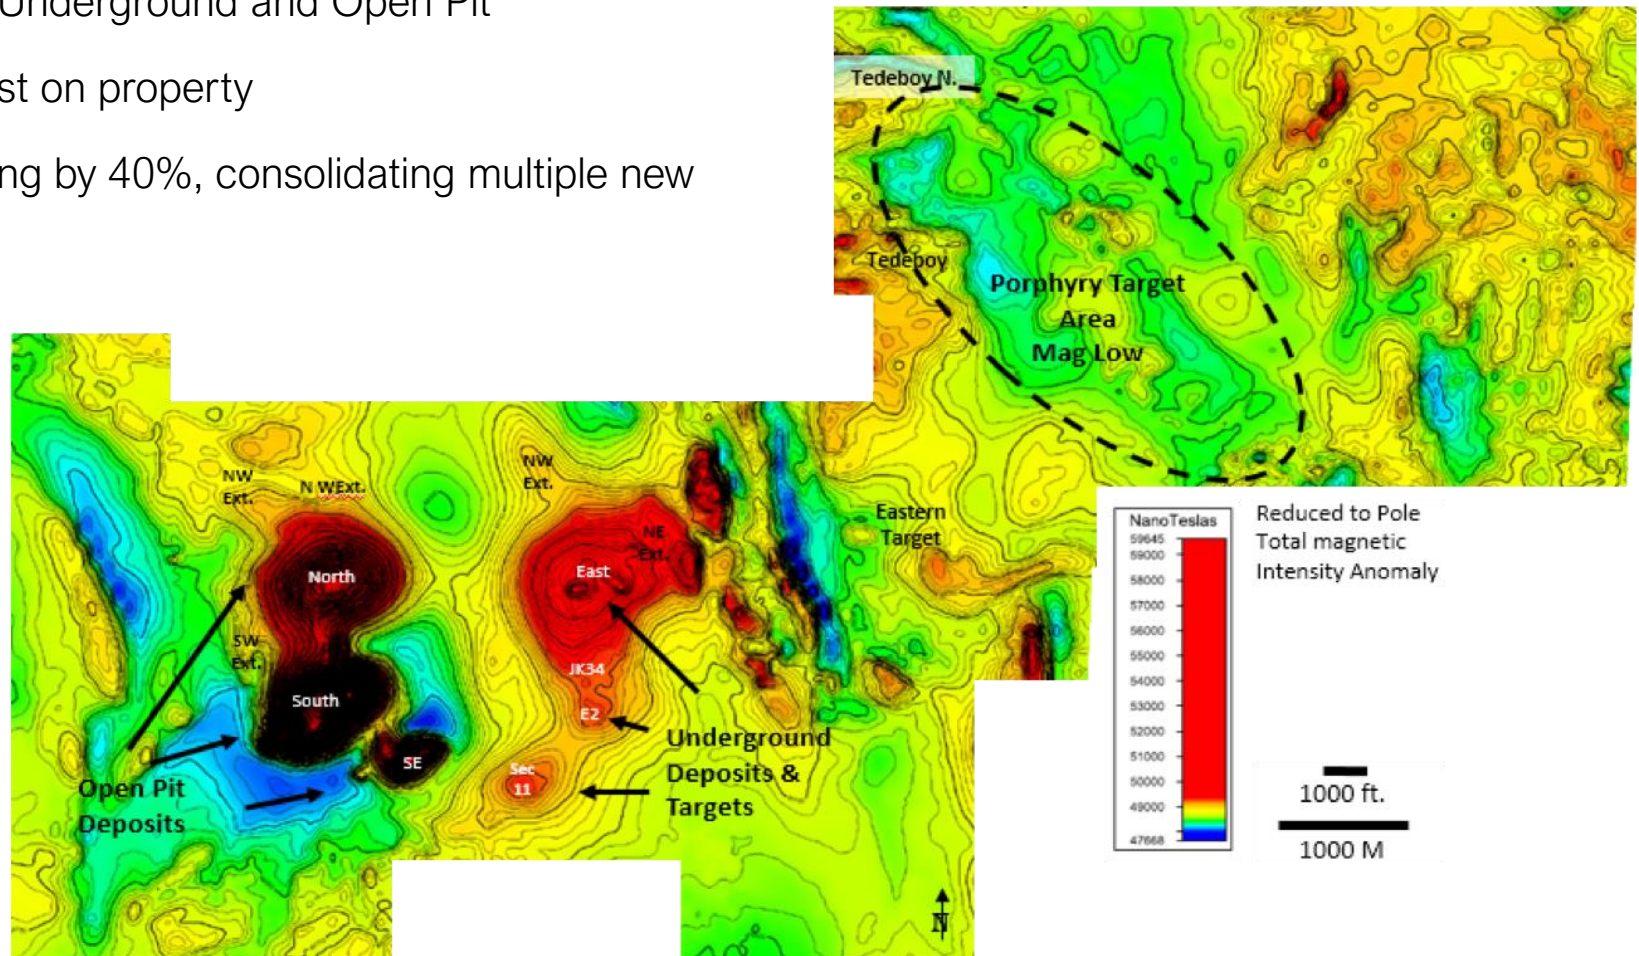 Underground and Open Pit
st on property
ng by 40%, consolidating multiple new
Tedeboy N.
Tedeboy
Porphyry Target
Area
Mag Low
NW
Ext.
N WExt.
NW
Ext.
NE
Ext.
Eastern
Target
North
East
SW
Ext.
South
JK34
E2
SE
Sec
11
Open Pit
Deposits
Underground
Deposits &
Targets
N
NanoTeslas
59645
59000
58000
57000
56000
55000
54000
53000
52000
51000
50000
49000
47668
Reduced to Pole
Total magnetic
Intensity Anomaly
1000 ft.
1000 M